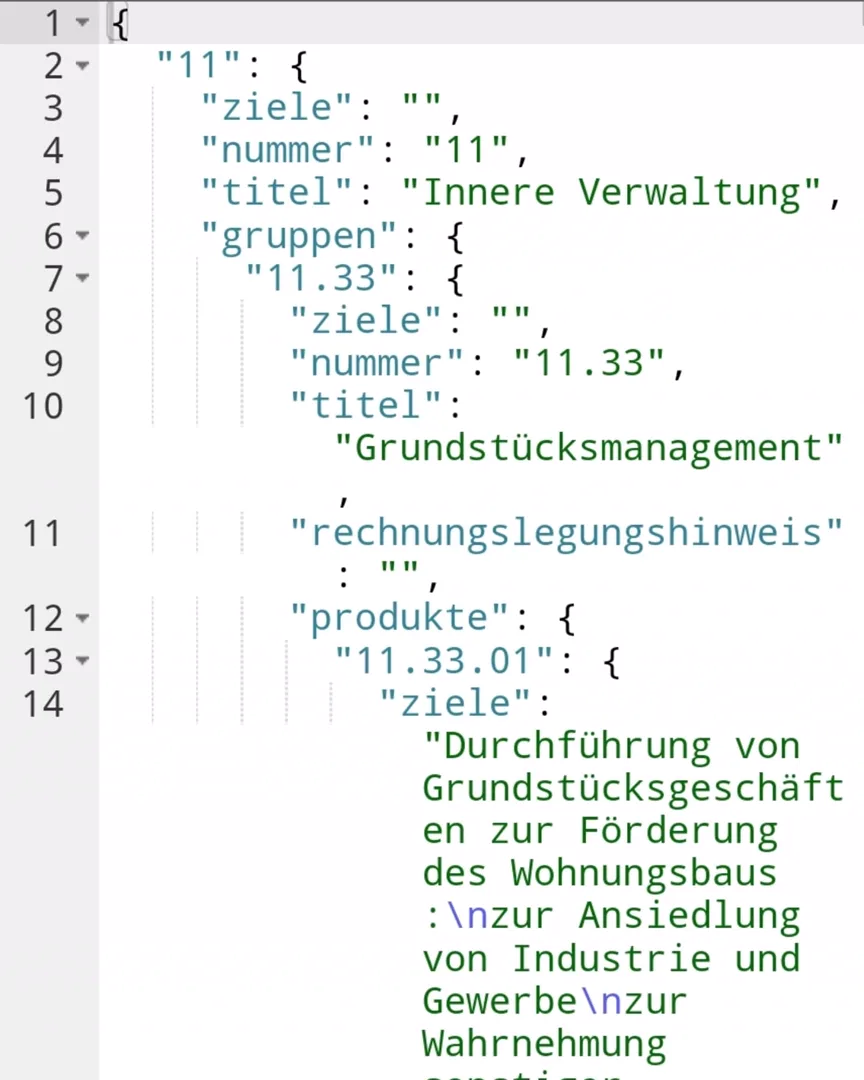 1 {
2 "11": {
3 "ziele": "",
4 "nummer": "11",
5 "titel": "Innere Verwaltung",
6 "gruppen": {
7 "11.33": {
8 "ziele": "",
9 "nummer": "11.33",
10 "titel":
"Grundstücksmanagement"
,
11 "rechnungslegungshinweis"
: "",
12 "produkte": {
13 "11.33.01": {
14 "ziele":
"Durchführung von
Grundstücksgeschäft
en zur Förderung
des Wohnungsbaus
:\nzur Ansiedlung
von Industrie und
Gewerbe\nzur
Wahrnehmung